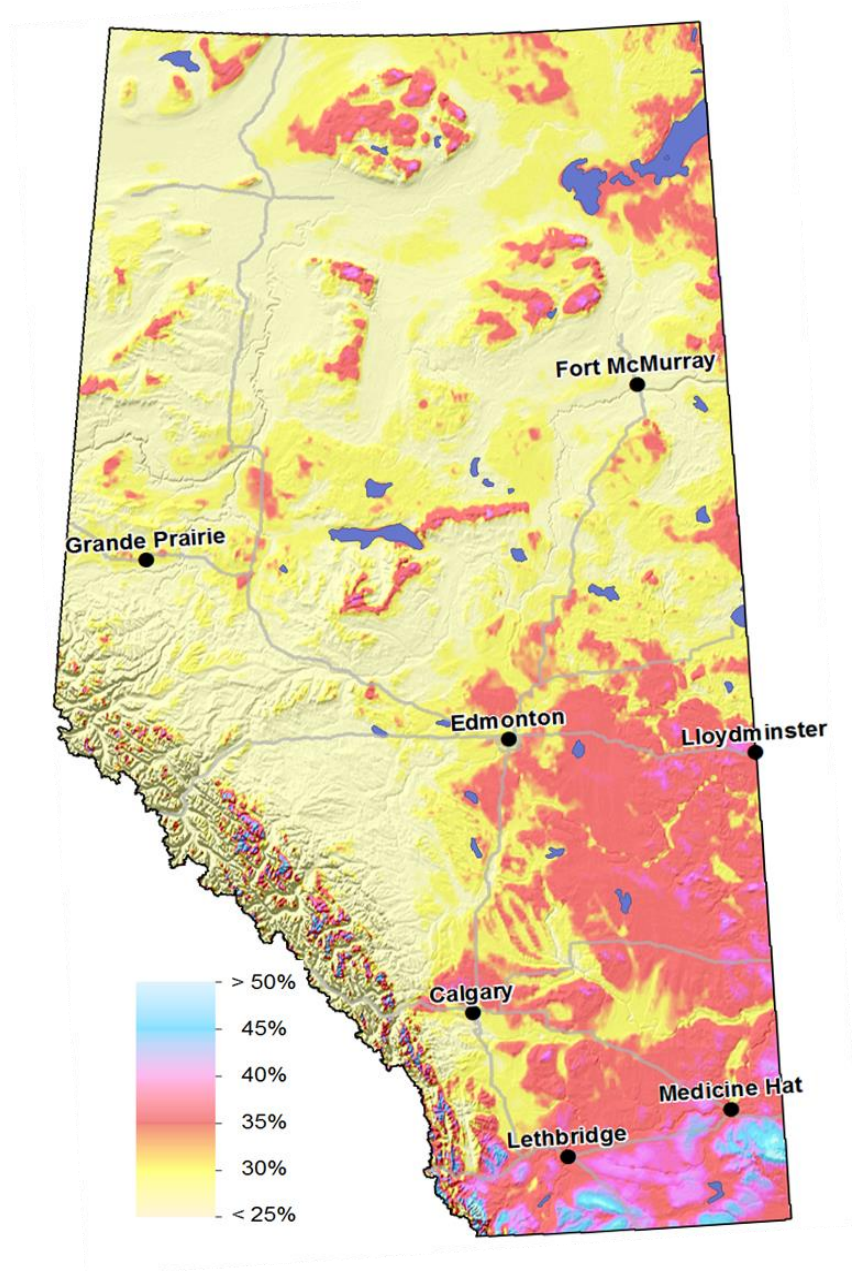 Fort McMurray
Grande Prairie
Edmonton
Lloydminster
> 50%
Calgary
45%
40%
Medicine Hat
35%
Lethbridge
30%
< 25%